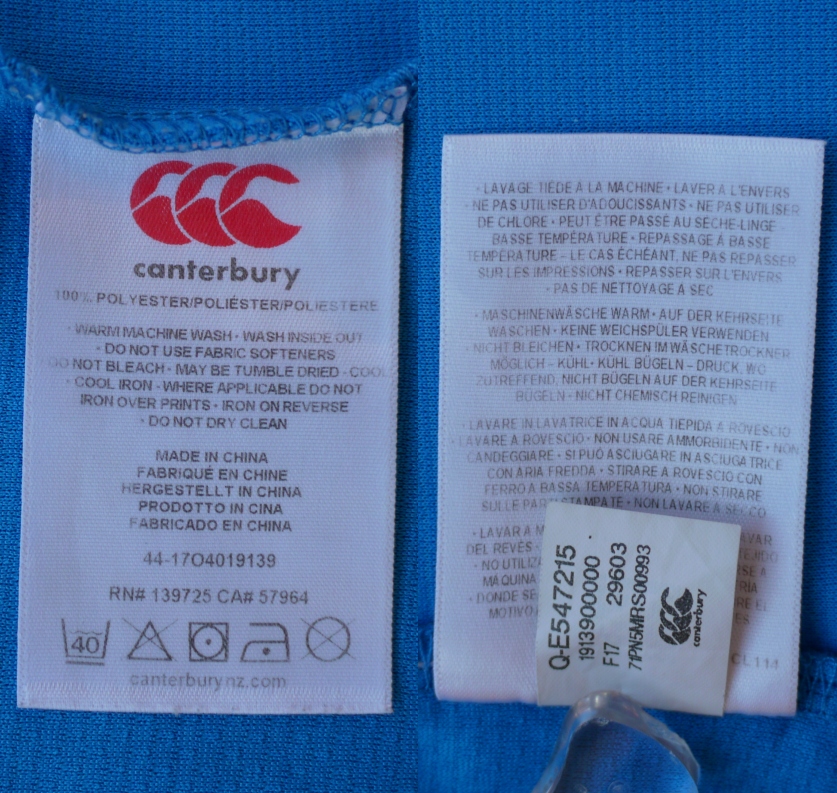 canterbury
100% POLYESTER/POLIÉSTER/POLIESTERE
· WARM MACHINE WASH · WASH INSIDE OUT
· DO NOT USE FABRIC SOFTENERS
DO NOT BLEACH · MAY BE TUMBLE DRIED - COOL
· COOL IRON · WHERE APPLICABLE DO NOT
IRON OVER PRINTS · IRON ON REVERSE
· DO NOT DRY CLEAN
MADE IN CHINA
FABRIQUÉ EN CHINE
HERGESTELLT IN CHINA
PRODOTTO IN CINA
FABRICADO EN CHINA
44-17O4019139
RN# 139725 CA# 57964
40
canterburynz.com
· LAVAGE TIÈDE À LA MACHINE · LAVER À L'ENVERS
· NE PAS UTILISER D'ADOUCISSANTS · NE PAS UTILISER
DE CHLORE · PEUT ÊTRE PASSÉ AU SÈCHE-LINGE -
BASSE TEMPÉRATURE · REPASSAGE À BASSE
TEMPÉRATURE - LE CAS ÉCHÉANT, NE PAS REPASSER
SUR LES IMPRESSIONS · REPASSER SUR L'ENVERS
· PAS DE NETTOYAGE À SEC
· MASCHINENWÄSCHE WARM · AUF DER KEHRSEITE
WASCHEN · KEINE WEICHSPÜLER VERWENDEN
· NICHT BLEICHEN · TROCKNEN IM WÄSCHETROCKNER
MÖGLICH - KÜHL · KÜHL BÜGELN - DRUCK, WO
ZUTREFFEND, NICHT BÜGELN AUF DER KEHRSEITE
BÜGELN · NICHT CHEMISCH REINIGEN
· LAVARE IN LAVATRICE IN ACQUA TIEPIDA A ROVESCIO
· LAVARE A ROVESCIO · NON USARE AMMORBIDENTE · NON
CANDEGGIARE · SI PUÒ ASCIUGARE IN ASCIUGATRICE
CON ARIA FREDDA · STIRARE A ROVESCIO CON
FERRO A BASSA TEMPERATURA · NON STIRARE
SULLE PARTI STAMPATE · NON LAVARE A SECCO
· LAVAR A
DEL REVÉS ·
· NO
MÁQUINA
· DONDE
CL 114
Q-E547215
1913900000
F17 29603
71PN5MRS00993
canterbury